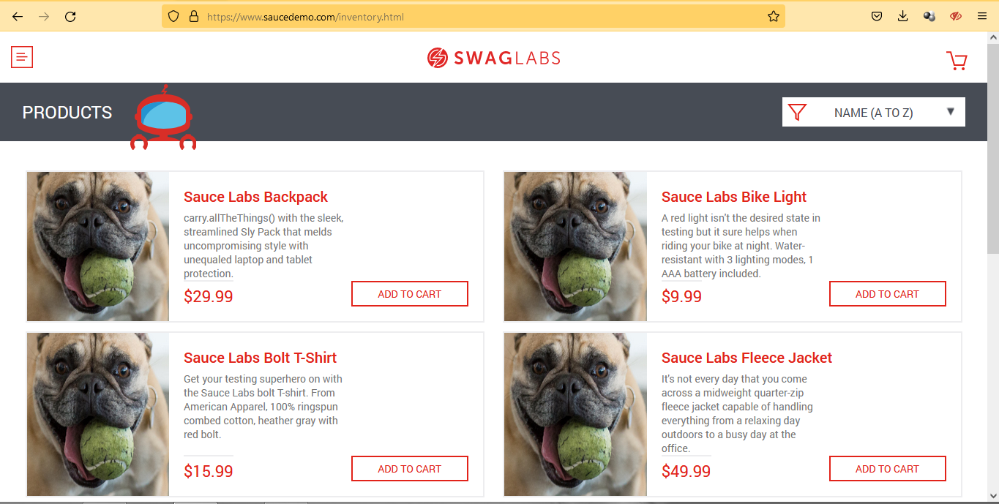 https://www.saucedemo.com/inventory.html
SWAGLABS
PRODUCTS
NAME (A TO Z)
Sauce Labs Backpack
carry.allTheThings() with the sleek,
streamlined Sly Pack that melds
uncompromising style with
unequaled laptop and tablet
protection.
$29.99
ADD TO CART
Sauce Labs Bike Light
A red light isn't the desired state in
testing but it sure helps when
riding your bike at night. Water-
resistant with 3 lighting modes, 1
AAA battery included.
$9.99
ADD TO CART
Sauce Labs Bolt T-Shirt
Get your testing superhero on with
the Sauce Labs bolt T-shirt. From
American Apparel, 100% ringspun
combed cotton, heather gray with
red bolt.
$15.99
ADD TO CART
Sauce Labs Fleece Jacket
It's not every day that you come
across a midweight quarter-zip
fleece jacket capable of handling
everything from a relaxing day
outdoors to a busy day at the
office.
$49.99
ADD TO CART